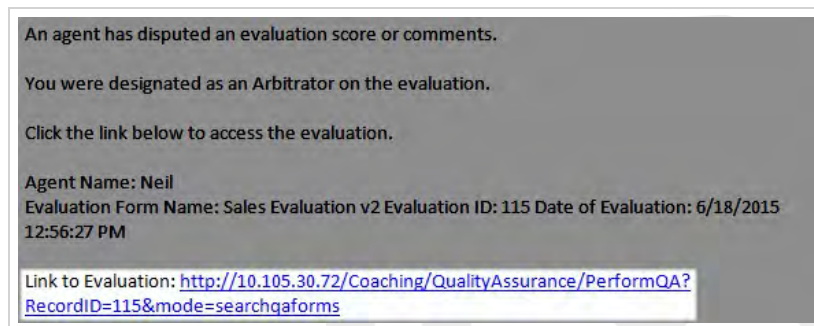 An agent has disputed an evaluation score or comments.
You were designated as an Arbitrator on the evaluation.
Click the link below to access the evaluation.
Agent Name: Neil
Evaluation Form Name: Sales Evaluation v2 Evaluation ID: 115 Date of Evaluation: 6/18/2015
12:56:27 PM
Link to Evaluation: http://10.105.30.72/Coaching/QualityAssurance/PerformQA?
RecordID=115&mode=searchqaforms